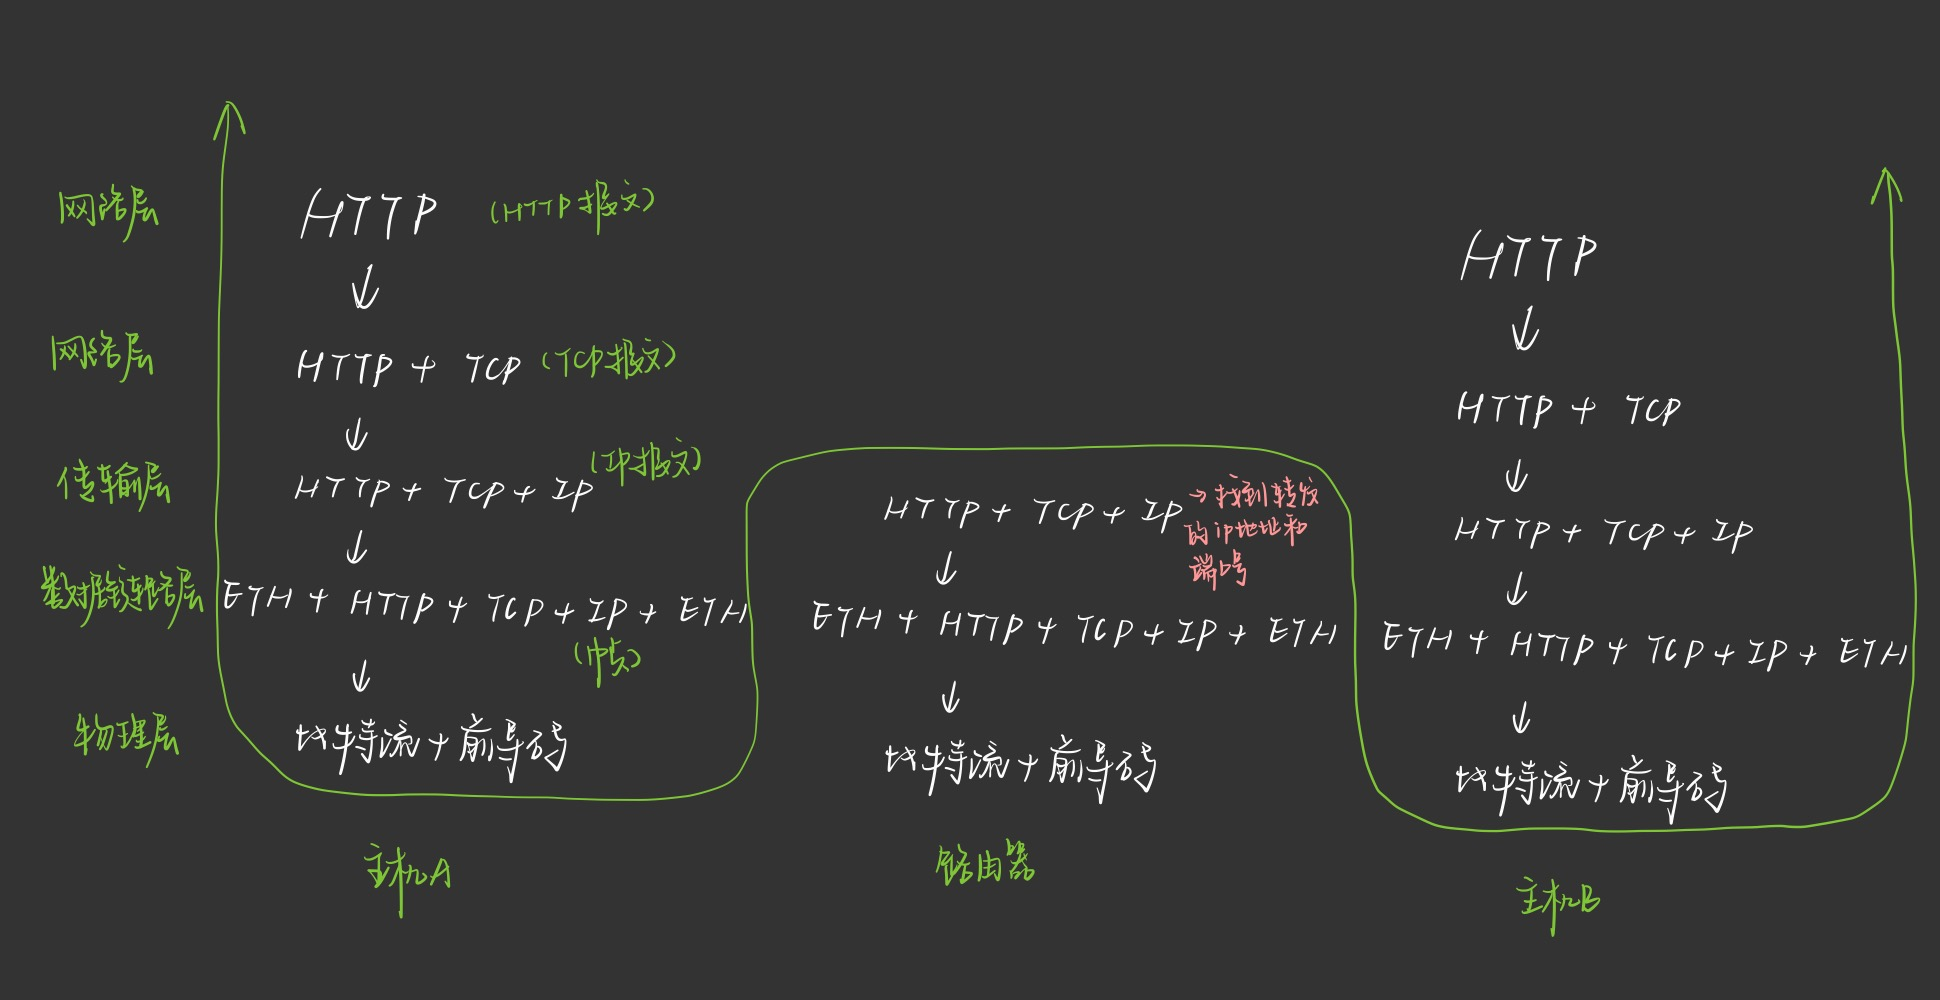 网络层 HTTP (HTTP报文)
网络层 HTTP + TCP (TCP报文)
传输层 HTTP + TCP + IP (IP报文)
数据链路层 ETH + HTTP + TCP + IP + ETH
(帧)
物理层 比特流 + 前导码
主机A
HTTP + TCP + IP → 找到转发
的ip地址和
端口号
ETH + HTTP + TCP + IP + ETH
比特流 + 前导码
路由器
HTTP
HTTP + TCP
HTTP + TCP + IP
ETH + HTTP + TCP + IP + ETH
比特流 + 前导码
主机B